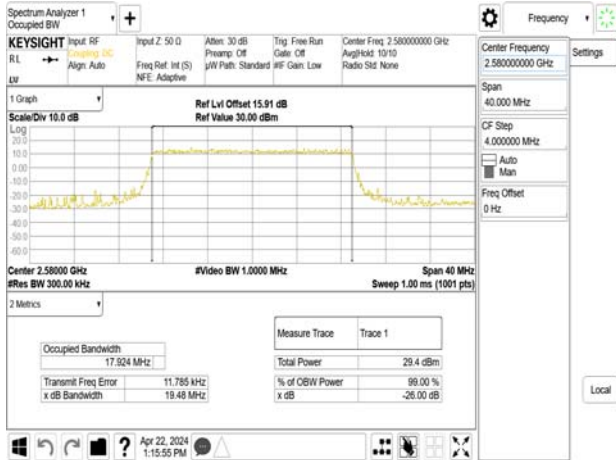 Spectrum Analyzer 1
Occupied BW
Frequency
KEYSIGHT
Input: RF
Coupling: DC
Align: Auto
Input Z: 50 Ω
Freq Ref: Int (S)
NFE: Adaptive
Atten: 30 dB
Preamp: Off
µW Path: Standard
Trig: Free Run
Gate: Off
#IF Gain: Low
Center Freq: 2.580000000 GHz
Avg|Hold: 10/10
Radio Std: None
RL
Center Frequency
2.580000000 GHz
Settings
Span
40.000 MHz
CF Step
4.000000 MHz
Auto
Man
Freq Offset
0 Hz
Local
1 Graph
Scale/Div 10.0 dB
Ref Lvl Offset 15.91 dB
Ref Value 30.00 dBm
Log
20.0
10.0
0.00
-10.0
-20.0
-30.0
-40.0
-50.0
-60.0
Center 2.58000 GHz
#Res BW 300.00 kHz
#Video BW 1.0000 MHz
Span 40 MHz
Sweep 1.00 ms (1001 pts)
2 Metrics
Measure Trace Trace 1
Occupied Bandwidth
17.924 MHz
Total Power 29.4 dBm
Transmit Freq Error 11.785 kHz
% of OBW Power 99.00 %
x dB Bandwidth 19.48 MHz
x dB -26.00 dB
Apr 22, 2024
1:15:55 PM